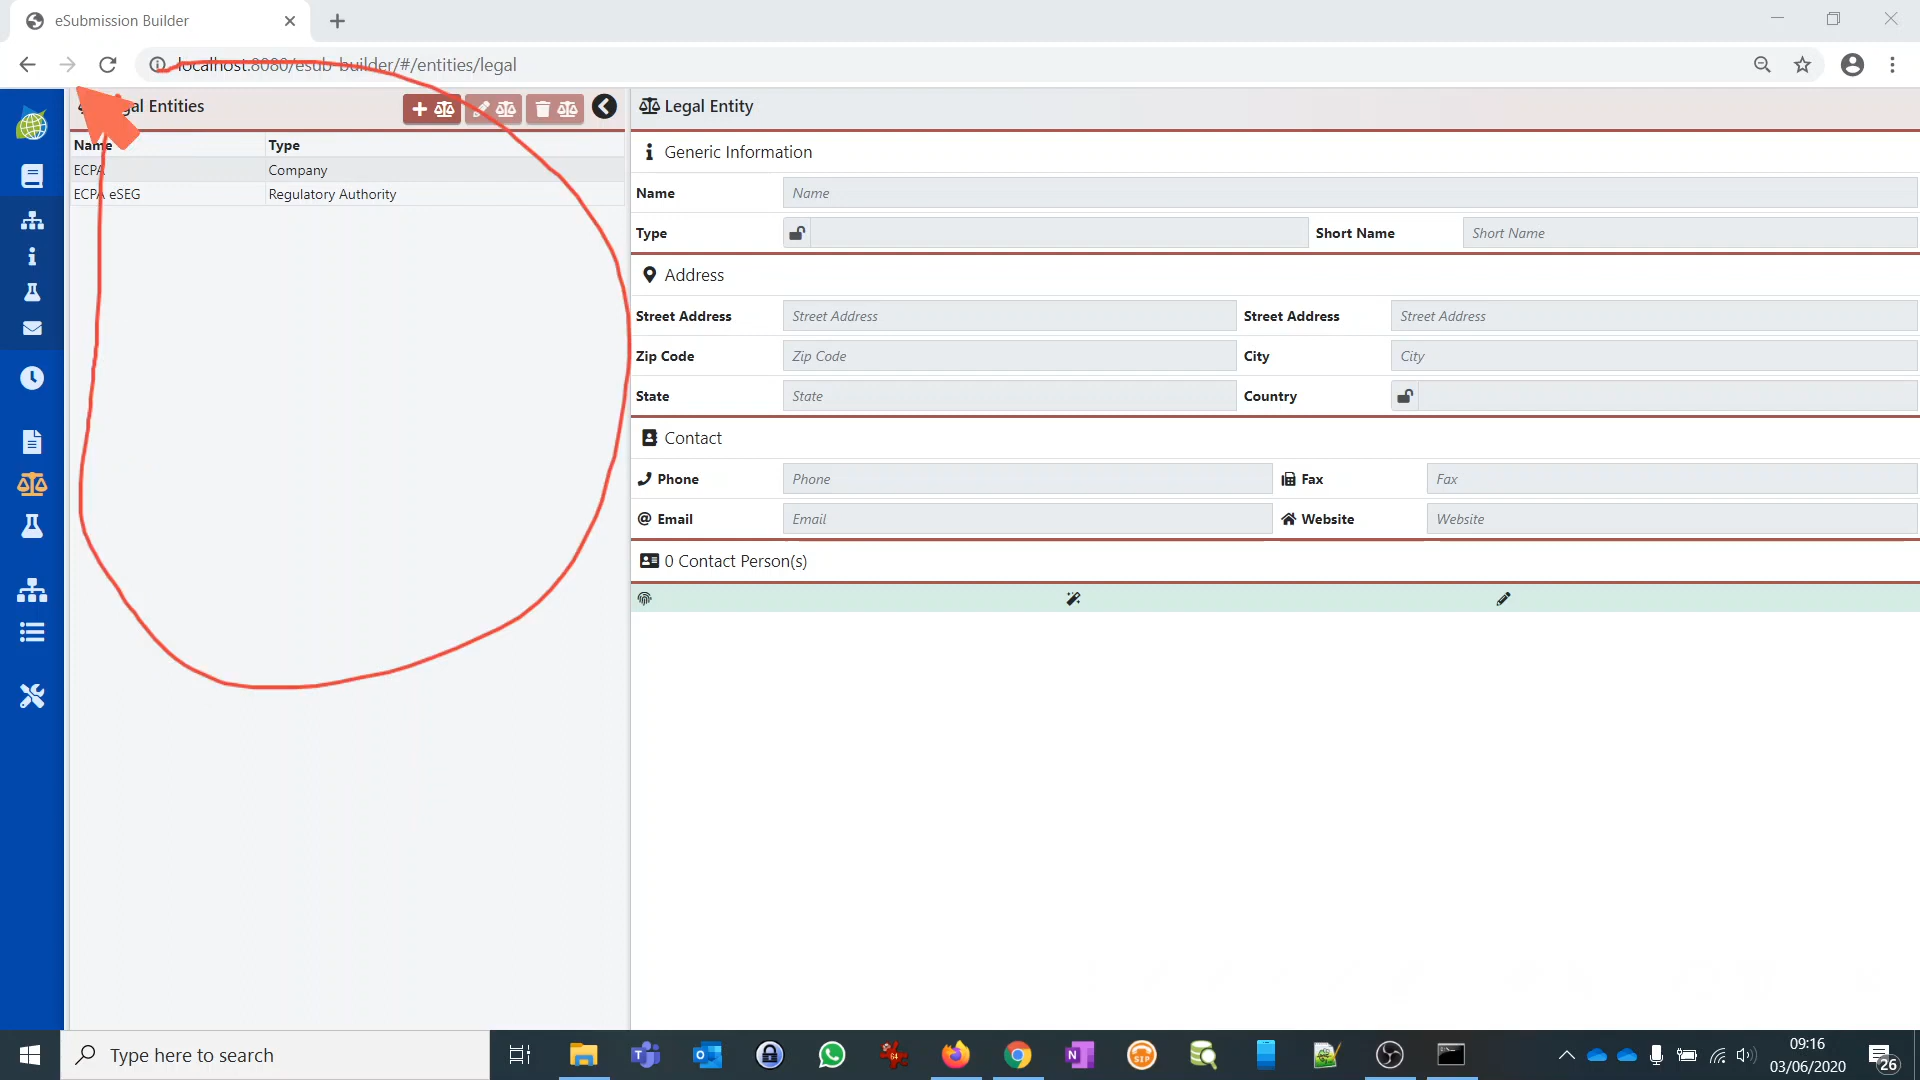 eSubmission Builder
localhost:8080/esub-builder/#/entities/legal
Legal Entities
Name Type
ECPA Company
ECPA eSEG Regulatory Authority
Legal Entity
Generic Information
Name Name
Type Short Name Short Name
Address
Street Address Street Address Street Address Street Address
Zip Code Zip Code City City
State State Country
Contact
Phone Phone Fax Fax
Email Email Website Website
0 Contact Person(s)
Type here to search
09:16
03/06/2020
26